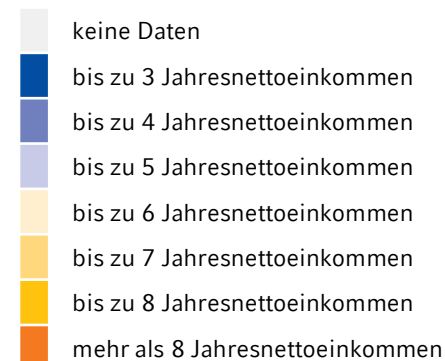 keine Daten
bis zu 3 Jahresnettoeinkommen
bis zu 4 Jahresnettoeinkommen
bis zu 5 Jahresnettoeinkommen
bis zu 6 Jahresnettoeinkommen
bis zu 7 Jahresnettoeinkommen
bis zu 8 Jahresnettoeinkommen
mehr als 8 Jahresnettoeinkommen